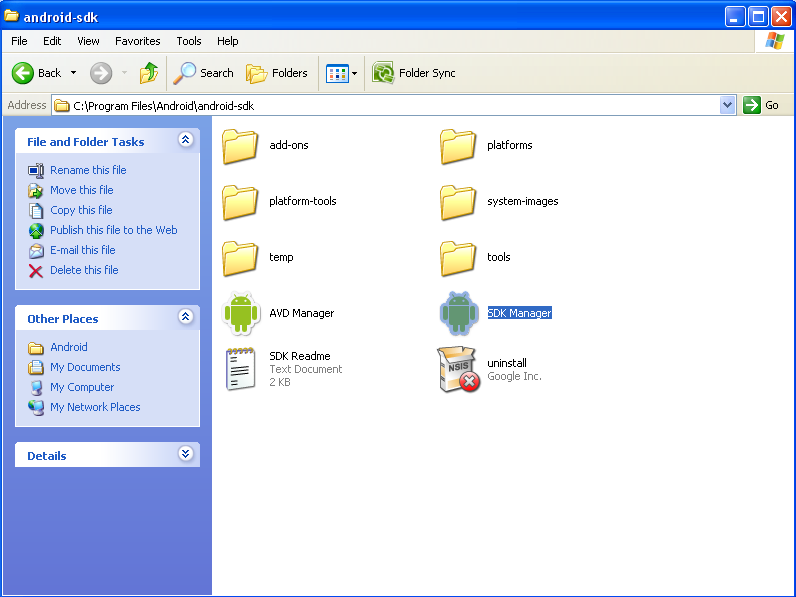 android-sdk
File Edit View Favorites Tools Help
Back Search Folders Folder Sync
Address C:\Program Files\Android\android-sdk Go
File and Folder Tasks
Rename this file
Move this file
Copy this file
Publish this file to the Web
E-mail this file
Delete this file
Other Places
Android
My Documents
My Computer
My Network Places
Details
add-ons
platforms
platform-tools
system-images
temp
tools
AVD Manager
SDK Manager
SDK Readme
Text Document
2 KB
NSIS
uninstall
Google Inc.